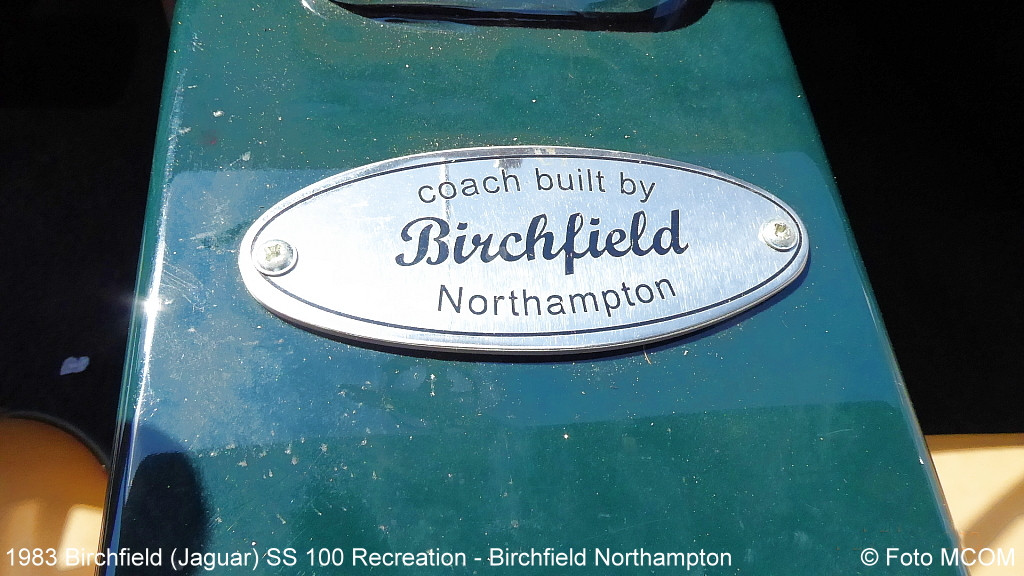 coach built by
Birchfield
Northampton
1983 Birchfield (Jaguar) SS 100 Recreation - Birchfield Northampton © Foto MCOM